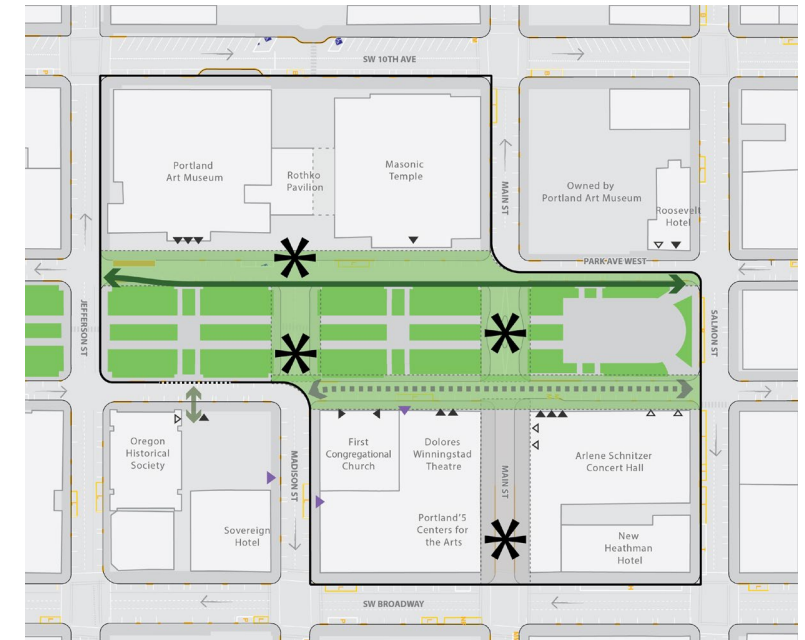 SW 10TH AVE
Portland
Art Museum
Rothko
Pavilion
Masonic
Temple
MAIN ST
Owned by
Portland Art Museum
Roosevelt
Hotel
PARK AVE WEST
JEFFERSON ST
SALMON ST
Oregon
Historical
Society
Sovereign
Hotel
MADISON ST
First
Congregational
Church
Dolores
Winningstad
Theatre
Portland'5
Centers for
the Arts
MAIN ST
Arlene Schnitzer
Concert Hall
New
Heathman
Hotel
SW BROADWAY